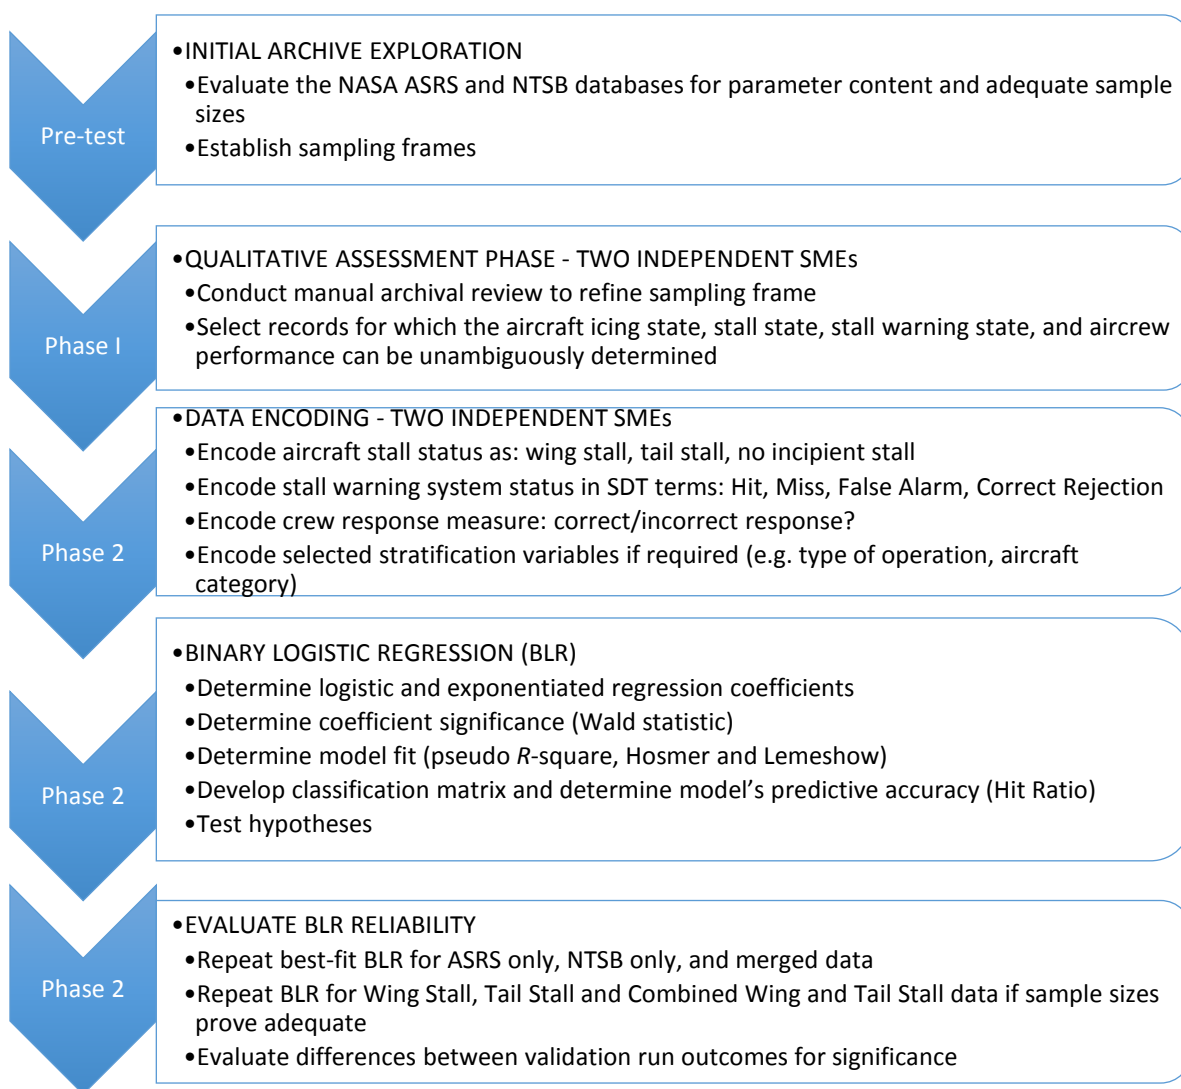 Pre-test
•INITIAL ARCHIVE EXPLORATION
•Evaluate the NASA ASRS and NTSB databases for parameter content and adequate sample
sizes
•Establish sampling frames
Phase I
•QUALITATIVE ASSESSMENT PHASE - TWO INDEPENDENT SMEs
•Conduct manual archival review to refine sampling frame
•Select records for which the aircraft icing state, stall state, stall warning state, and aircrew
performance can be unambiguously determined
Phase 2
•DATA ENCODING - TWO INDEPENDENT SMEs
•Encode aircraft stall status as: wing stall, tail stall, no incipient stall
•Encode stall warning system status in SDT terms: Hit, Miss, False Alarm, Correct Rejection
•Encode crew response measure: correct/incorrect response?
•Encode selected stratification variables if required (e.g. type of operation, aircraft
category)
Phase 2
•BINARY LOGISTIC REGRESSION (BLR)
•Determine logistic and exponentiated regression coefficients
•Determine coefficient significance (Wald statistic)
•Determine model fit (pseudo R-square, Hosmer and Lemeshow)
•Develop classification matrix and determine model’s predictive accuracy (Hit Ratio)
•Test hypotheses
Phase 2
•EVALUATE BLR RELIABILITY
•Repeat best-fit BLR for ASRS only, NTSB only, and merged data
•Repeat BLR for Wing Stall, Tail Stall and Combined Wing and Tail Stall data if sample sizes
prove adequate
•Evaluate differences between validation run outcomes for significance